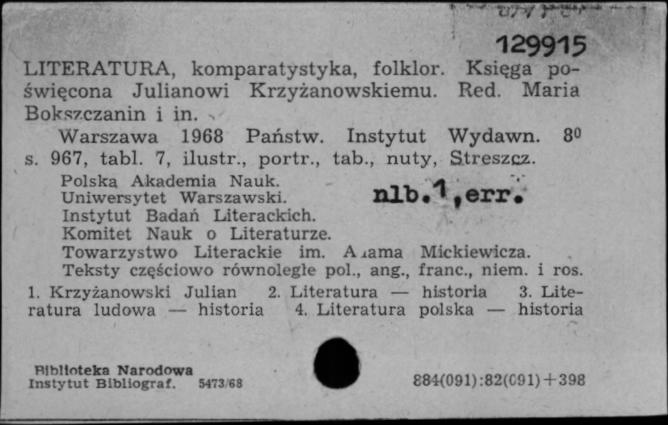 129915
LITERATURA, komparatystyka, folklor. Księga po-
święcona Julianowi Krzyżanowskiemu. Red. Maria
Bokszczanin i in.
Warszawa 1968 Państw. Instytut Wydawn. 8⁰
s. 967, tabl. 7, ilustr., portr., tab., nuty, Streszcz.
nlb.1,err.
Polska Akademia Nauk.
Uniwersytet Warszawski.
Instytut Badań Literackich.
Komitet Nauk o Literaturze.
Towarzystwo Literackie im. Adama Mickiewicza.
Teksty częściowo równolegle pol., ang., franc., niem. i ros.
1. Krzyżanowski Julian 2. Literatura — historia 3. Lite-
ratura ludowa — historia 4. Literatura polska — historia
Biblioteka Narodowa
Instytut Bibliograf. 5473/68
884(091):82(091)+398